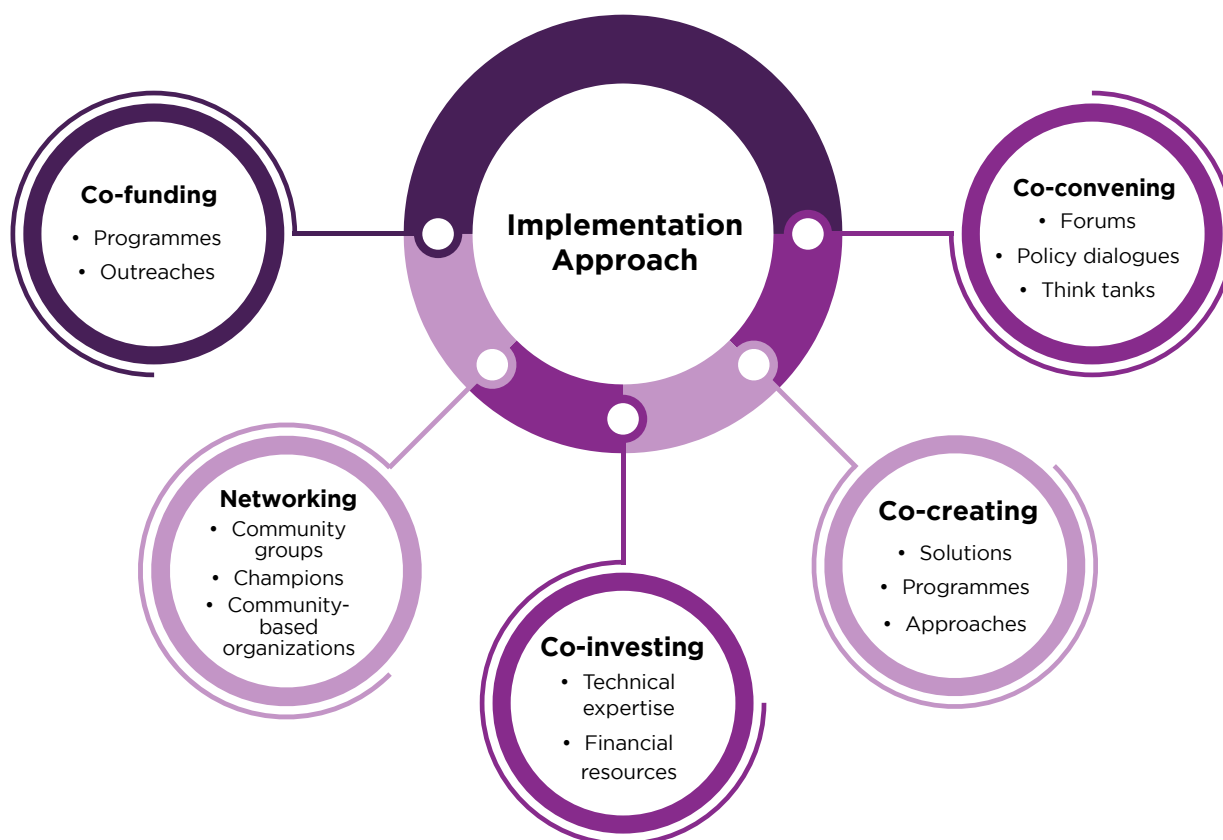 Implementation
Approach
Co-funding
• Programmes
• Outreaches
Networking
• Community
groups
• Champions
• Community-
based
organizations
Co-investing
• Technical
expertise
• Financial
resources
Co-creating
• Solutions
• Programmes
• Approaches
Co-convening
• Forums
• Policy dialogues
• Think tanks